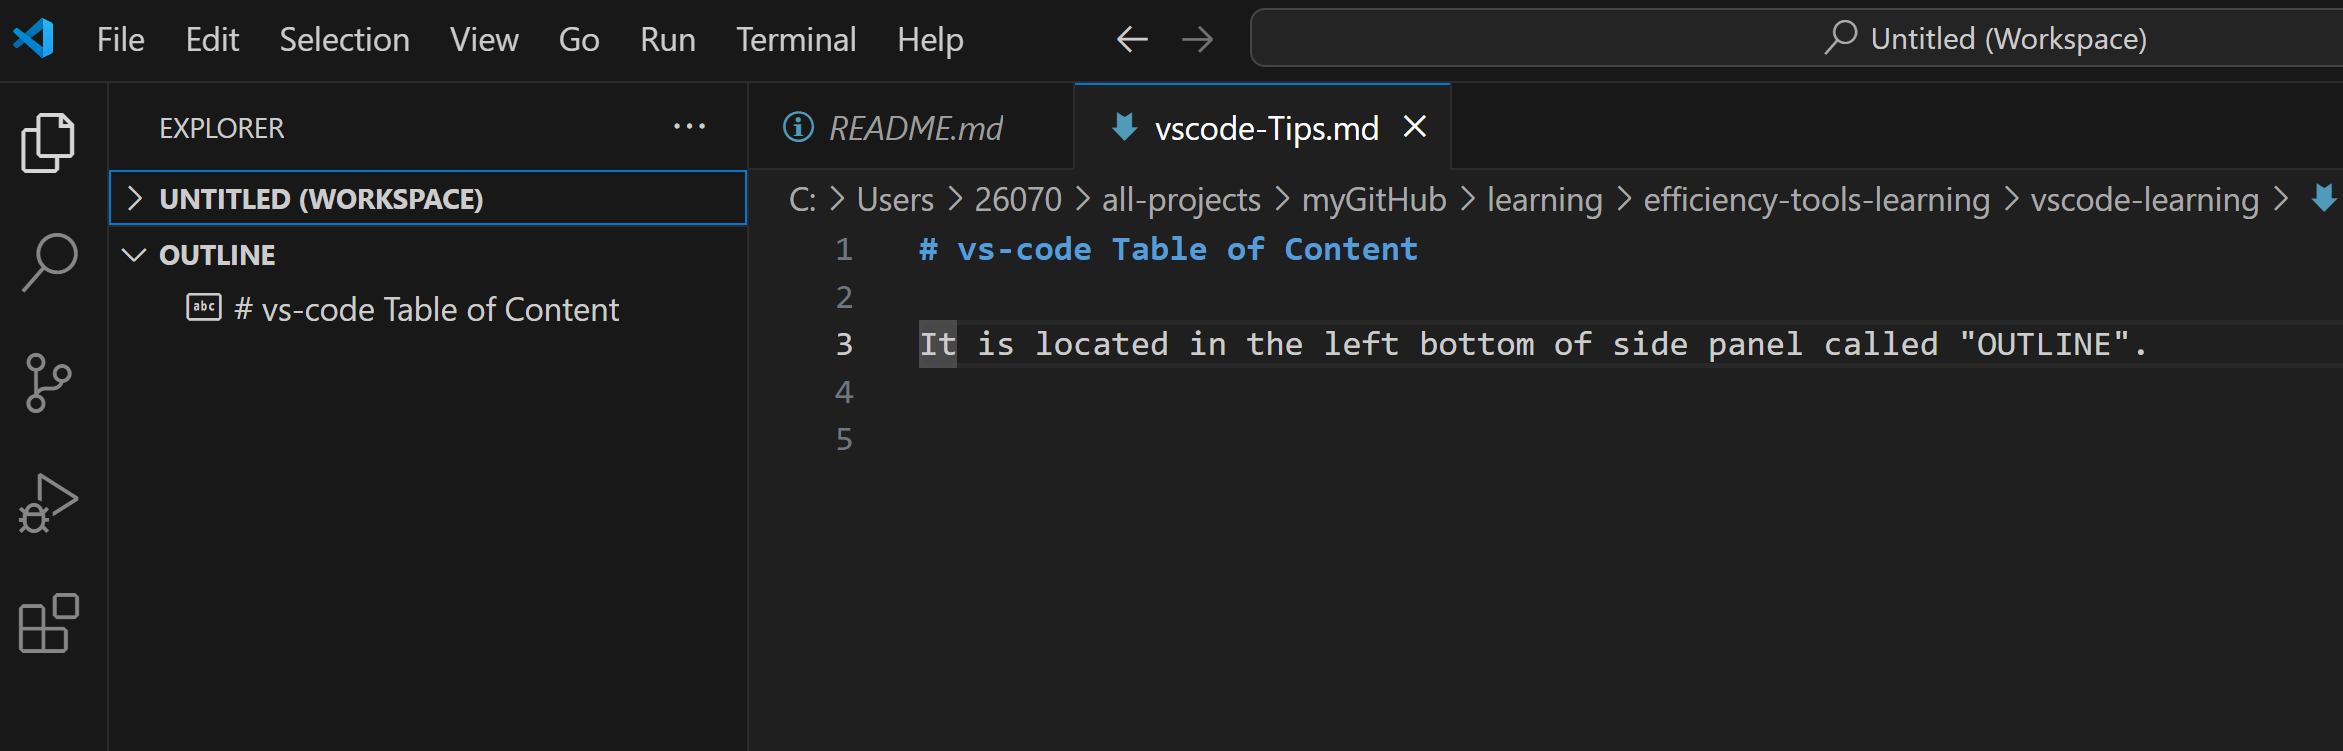 File Edit Selection View Go Run Terminal Help
Untitled (Workspace)
EXPLORER
UNTITLED (WORKSPACE)
OUTLINE
abc # vs-code Table of Content
README.md
vscode-Tips.md
C: > Users > 26070 > all-projects > myGitHub > learning > efficiency-tools-learning > vscode-learning >
1 # vs-code Table of Content
2
3 It is located in the left bottom of side panel called "OUTLINE".
4
5